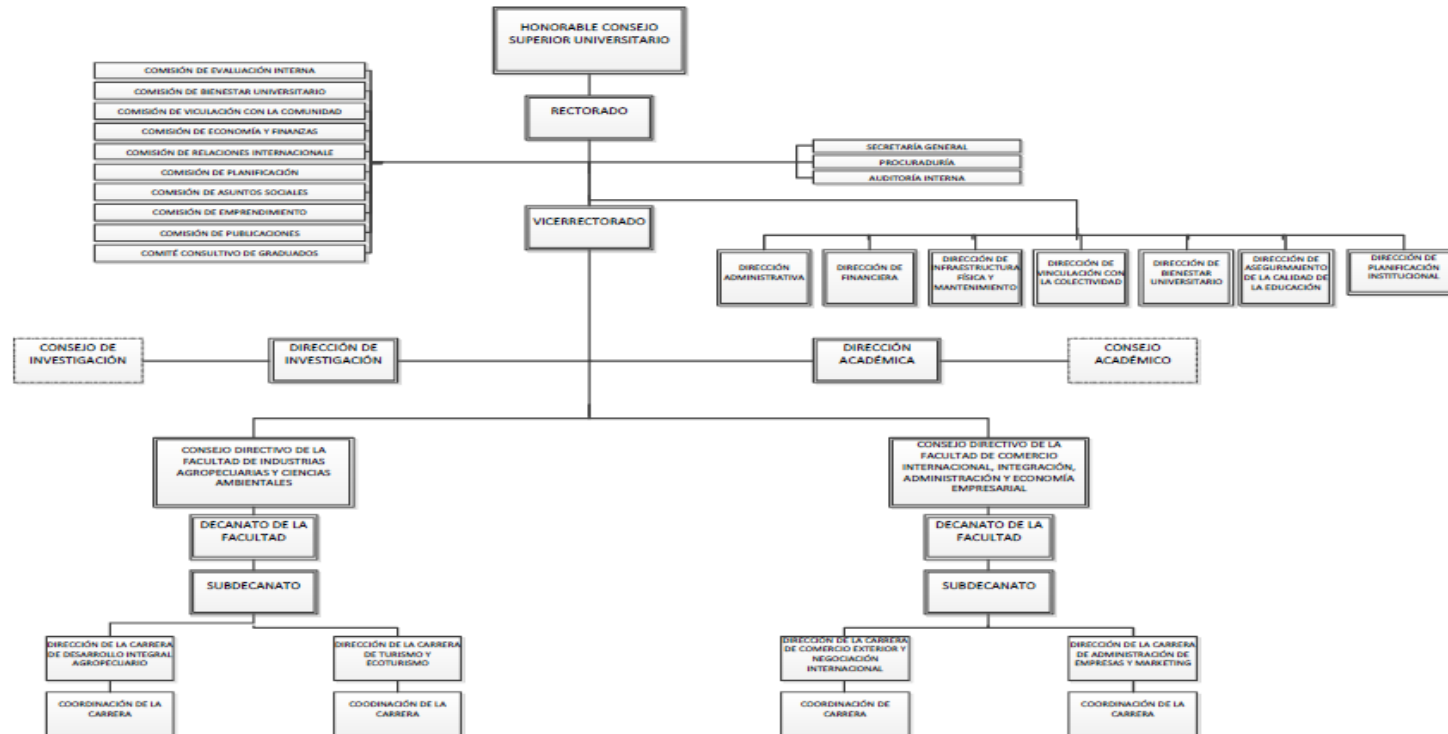 HONORABLE CONSEJO
SUPERIOR UNIVERSITARIO
RECTORADO
COMISIÓN DE EVALUACIÓN INTERNA
COMISIÓN DE BIENESTAR UNIVERSITARIO
COMISIÓN DE VICULACIÓN CON LA COMUNIDAD
COMISIÓN DE ECONOMÍA Y FINANZAS
COMISIÓN DE RELACIONES INTERNACIONALE
COMISIÓN DE PLANIFICACIÓN
COMISIÓN DE ASUNTOS SOCIALES
COMISIÓN DE EMPRENDIMIENTO
COMISIÓN DE PUBLICACIONES
COMITÉ CONSULTIVO DE GRADUADOS
SECRETARÍA GENERAL
PROCURADURÍA
AUDITORÍA INTERNA
VICERRECTORADO
DIRECCIÓN
ADMINISTRATIVA
DIRECCIÓN DE
FINANCIERA
DIRECCIÓN DE
INFRAESTRUCTURA
FÍSICA Y
MANTENIMIENTO
DIRECCIÓN DE
VINCULACIÓN CON
LA COLECTIVIDAD
DIRECCIÓN DE
BIENESTAR
UNIVERSITARIO
DIRECCIÓN DE
ASEGURMAIENTO
DE LA CALIDAD DE
LA EDUCACIÓN
DIRECCIÓN DE
PLANIFICACIÓN
INSTITUCIONAL
CONSEJO DE
INVESTIGACIÓN
DIRECCIÓN DE
INVESTIGACIÓN
DIRECCIÓN
ACADÉMICA
CONSEJO
ACADÉMICO
CONSEJO DIRECTIVO DE LA
FACULTAD DE INDUSTRIAS
AGROPECUARIAS Y CIENCIAS
AMBIENTALES
CONSEJO DIRECTIVO DE LA
FACULTAD DE COMERCIO
INTERNACIONAL, INTEGRACIÓN,
ADMINISTRACIÓN Y ECONOMÍA
EMPRESARIAL
DECANATO DE LA
FACULTAD
DECANATO DE LA
FACULTAD
SUBDECANATO
SUBDECANATO
DIRECCIÓN DE LA CARRERA
DE DESARROLLO INTEGRAL
AGROPECUARIO
DIRECCIÓN DE LA CARRERA
DE TURISMO Y
ECOTURISMO
DIRECCIÓN DE LA CARRERA
DE COMERCIO EXTERIOR Y
NEGOCIACIÓN
INTERNACIONAL
DIRECCIÓN DE LA CARRERA
DE ADMINISTRACIÓN DE
EMPRESAS Y MARKETING
COORDINACIÓN DE LA
CARRERA
COODINACIÓN DE LA
CARRERA
COORDINACIÓN DE
CARRERA
COORDINACIÓN DE LA
CARRERA